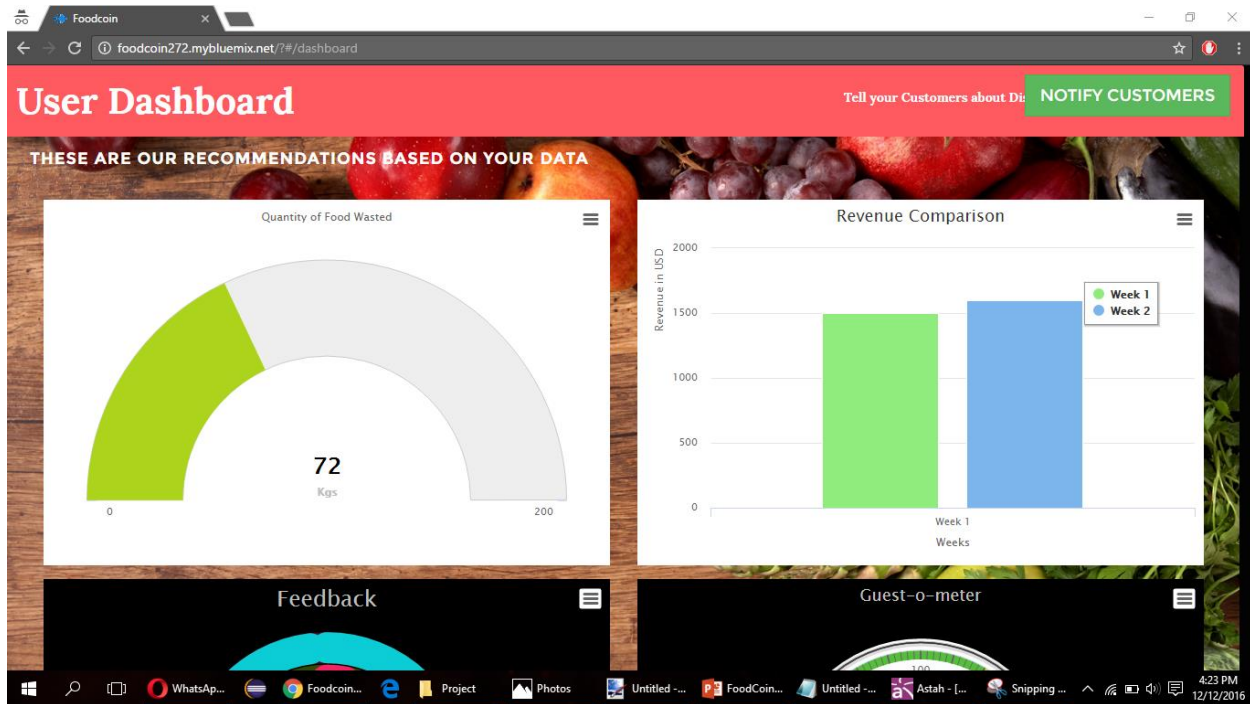 Foodcoin
foodcoin272.mybluemix.net/?#/dashboard
User Dashboard
Tell your Customers about Di
NOTIFY CUSTOMERS
THESE ARE OUR RECOMMENDATIONS BASED ON YOUR DATA
Quantity of Food Wasted
72
Kgs
0
200
Revenue Comparison
Revenue in USD
2000
1500
1000
500
0
Week 1
Week 2
Week 1
Weeks
Feedback
Guest-o-meter
100
WhatsAp...
Foodcoin...
Project
Photos
Untitled -...
FoodCoin...
Untitled -...
Astah - [...
Snipping ...
4:23 PM
12/12/2016